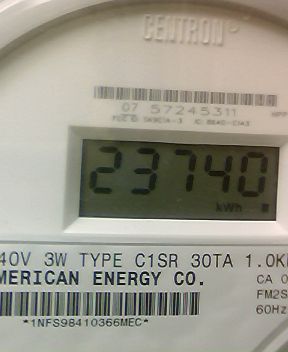 CENTRON
07 57245311
23740
kWh
40V 3W TYPE C1SR 30TA 1.0K
MERICAN ENERGY CO.
CA 0
FM2S
60Hz
*1NFS98410366MEC*